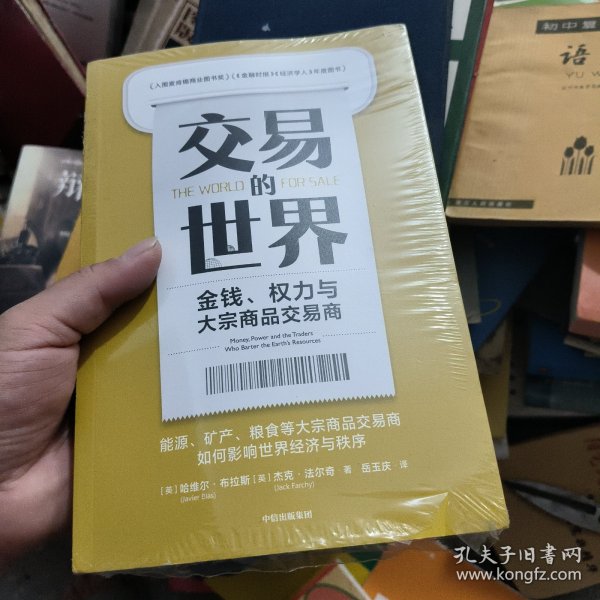 《入围麦肯锡商业图书奖》《金融时报》《经济学人》年度图书》
交易
THE WORLD 的 FOR SALE
世界
金钱、权力与
大宗商品交易商
Money, Power and the Traders
Who Barter the Earth's Resources
能源、矿产、粮食等大宗商品交易商
如何影响世界经济与秩序
[英]哈维尔·布拉斯 [英]杰克·法尔奇 著 岳玉庆 译
(Javier Blas) (Jack Farchy)
中信出版集团
初中复
语
YU W
孔夫子旧书网
www.kongfz.com